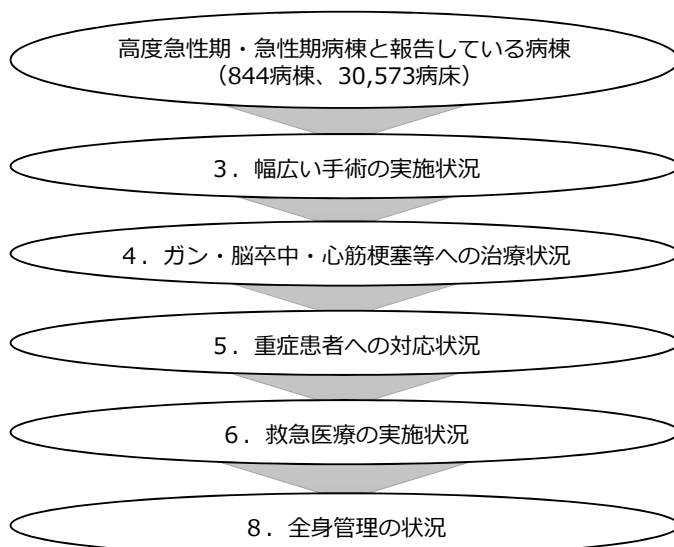 高度急性期・急性期病棟と報告している病棟
（844病棟、30,573病床）
3．幅広い手術の実施状況
4．ガン・脳卒中・心筋梗塞等への治療状況
5．重症患者への対応状況
6．救急医療の実施状況
8．全身管理の状況